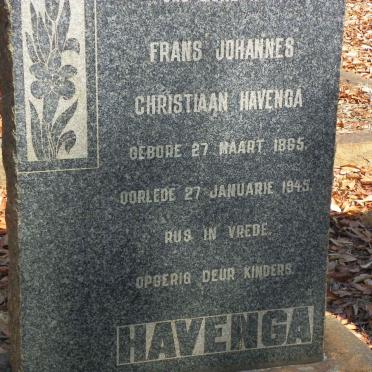 FRANS JOHANNES
CHRISTIAAN HAVENGA
GEBORE 27 MAART 1865.
OORLEDE 27 JANUARIE 1945.
RUS IN VREDE.
OPGERIG DEUR KINDERS.
HAVENGA